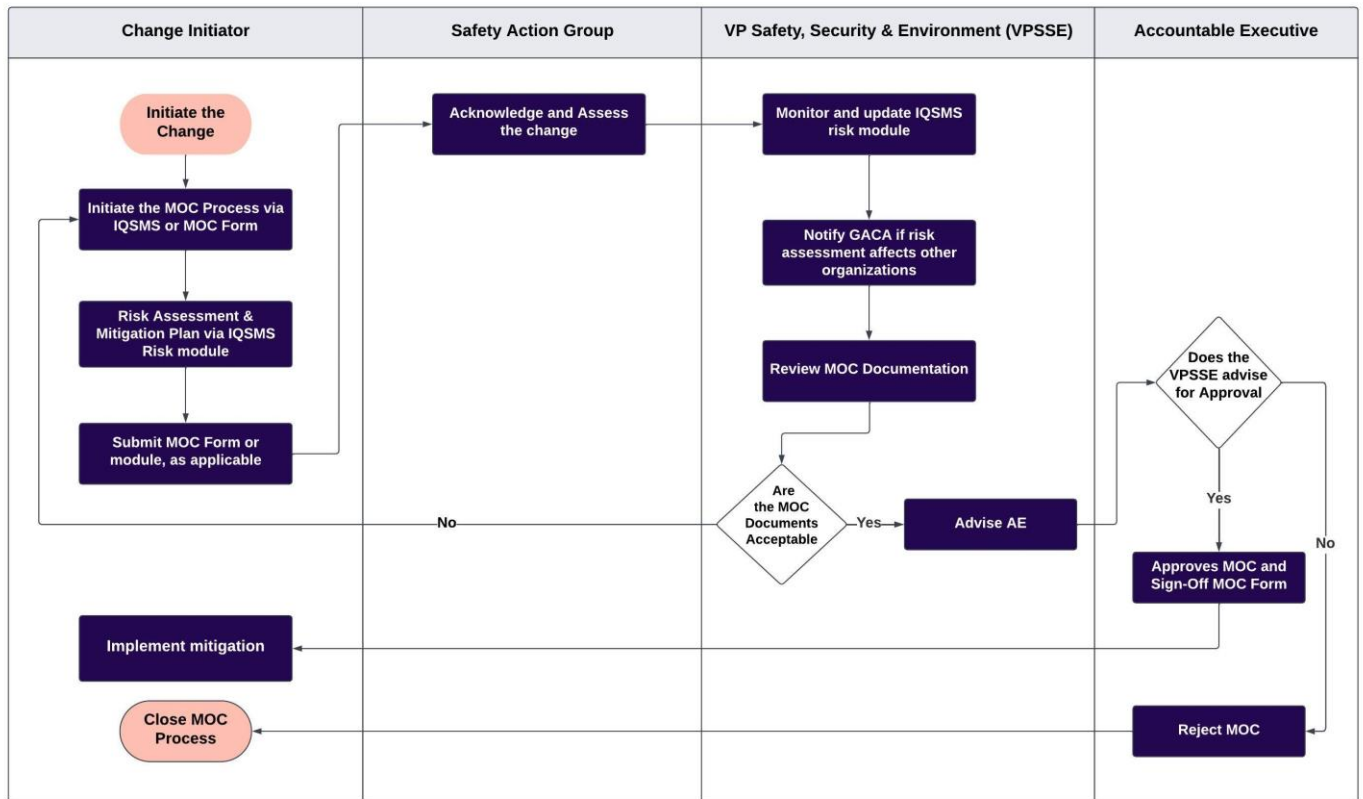 Change Initiator
Safety Action Group
VP Safety, Security & Environment (VPSSE)
Accountable Executive
Initiate the
Change
Initiate the MOC Process via
IQSMS or MOC Form
Risk Assessment &
Mitigation Plan via IQSMS
Risk module
Submit MOC Form or
module, as applicable
Acknowledge and Assess
the change
Monitor and update IQSMS
risk module
Notify GACA if risk
assessment affects other
organizations
Review MOC Documentation
Are
the MOC
Documents
Acceptable
No
Yes
Advise AE
Does the
VPSSE advise
for Approval
Yes
No
Approves MOC and
Sign-Off MOC Form
Implement mitigation
Reject MOC
Close MOC
Process